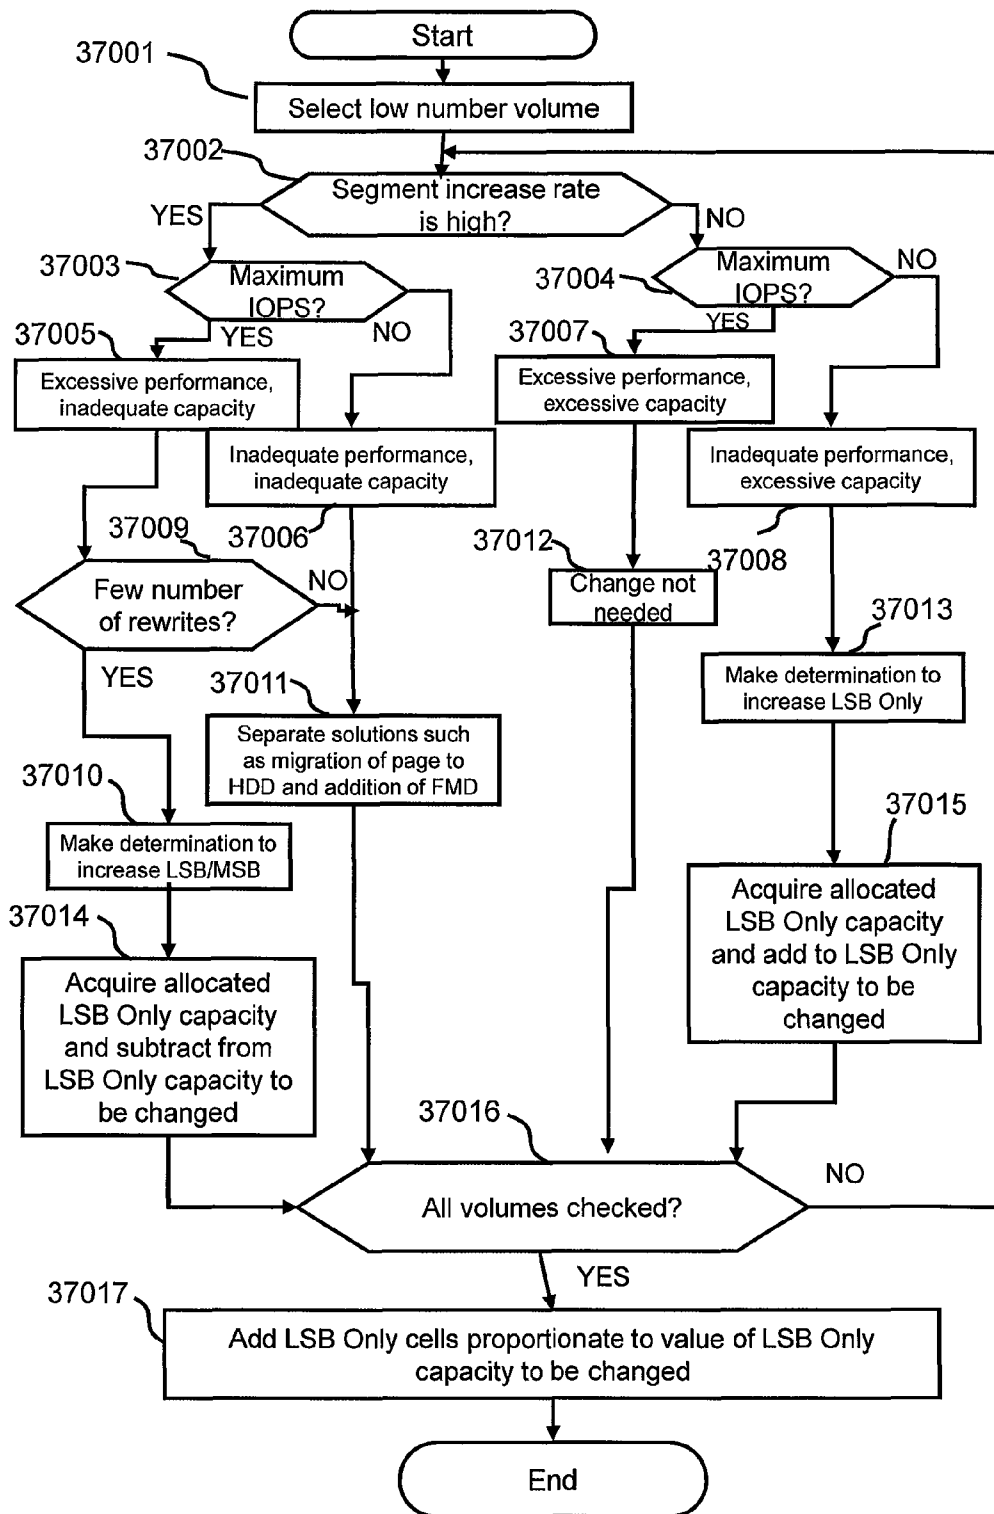 Start
37001
Select low number volume
37002
Segment increase rate
is high?
YES
NO
37003
Maximum
IOPS?
37004
Maximum
IOPS?
NO
YES
NO
YES
37005
Excessive performance,
inadequate capacity
37007
Excessive performance,
excessive capacity
Inadequate performance,
inadequate capacity
37006
Inadequate performance,
excessive capacity
37008
37009
Few number
of rewrites?
NO
YES
37012
Change not
needed
37013
Make determination to
increase LSB Only
37011
Separate solutions such
as migration of page to
HDD and addition of FMD
37010
Make determination to
increase LSB/MSB
37015
Acquire allocated
LSB Only capacity
and add to LSB Only
capacity to be
changed
37014
Acquire allocated
LSB Only capacity
and subtract from
LSB Only capacity to
be changed
37016
All volumes checked?
NO
YES
37017
Add LSB Only cells proportionate to value of LSB Only
capacity to be changed
End